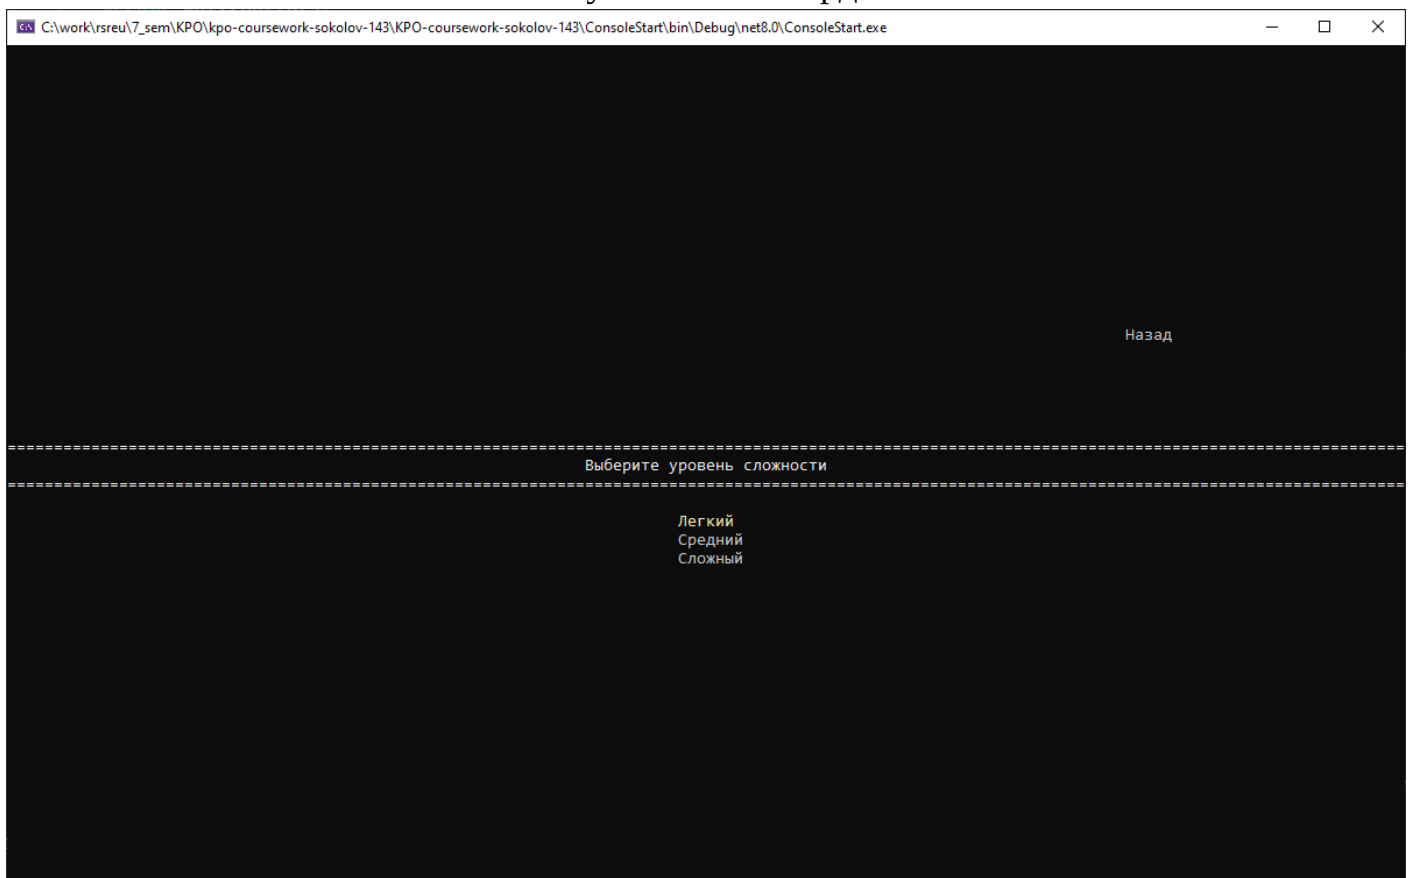 C:\work\rsreu\7_sem\KPO\kpo-coursework-sokolov-143\KPO-coursework-sokolov-143\ConsoleStart\bin\Debug\net8.0\ConsoleStart.exe
Назад
================================================================================================================================================================
Выберите уровень сложности
================================================================================================================================================================
Легкий
Средний
Сложный